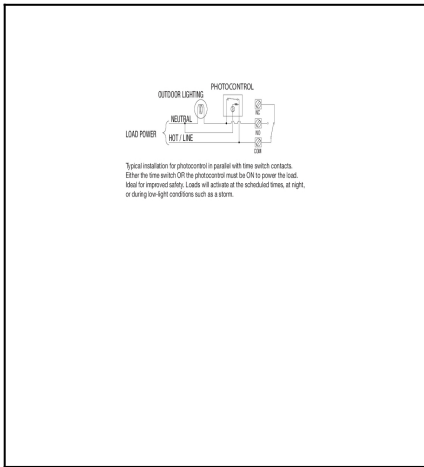 PHOTOCONTROL
OUTDOOR LIGHTING
NC
NEUTRAL
NO
LOAD POWER
HOT / LINE
COM
Typical installation for photocontrol in parallel with time switch contacts.
Either the time switch OR the photocontrol must be ON to power the load.
Ideal for improved safety. Loads will activate at the scheduled times, at night,
or during low-light conditions such as a storm.